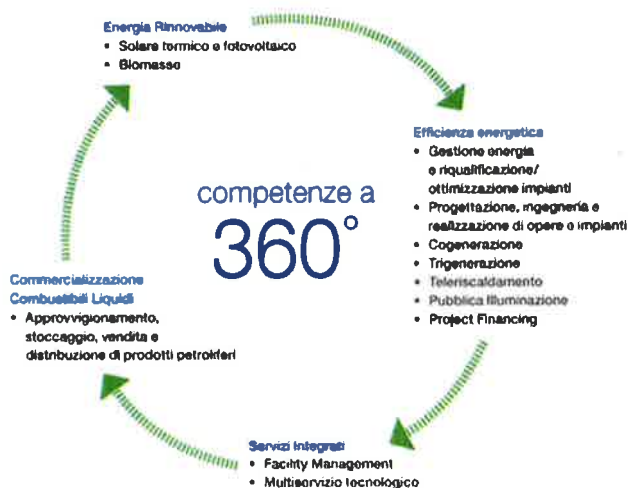 Energia Rinnovabile
• Solare termico e fotovoltaico
• Biomasse
Efficienza energetica
• Gestione energia
e riqualificazione/
ottimizzazione impianti
• Progettazione, ingegneria e
realizzazione di opere e impianti
• Cogenerazione
• Trigenerazione
• Teleriscaldamento
• Pubblica Illuminazione
• Project Financing
competenze a
360°
Commercializzazione
Combustibili Liquidi
• Approvvigionamento,
stoccaggio, vendita e
distribuzione di prodotti petroliferi
Servizi Integrati
• Facility Management
• Multiservizio tecnologico